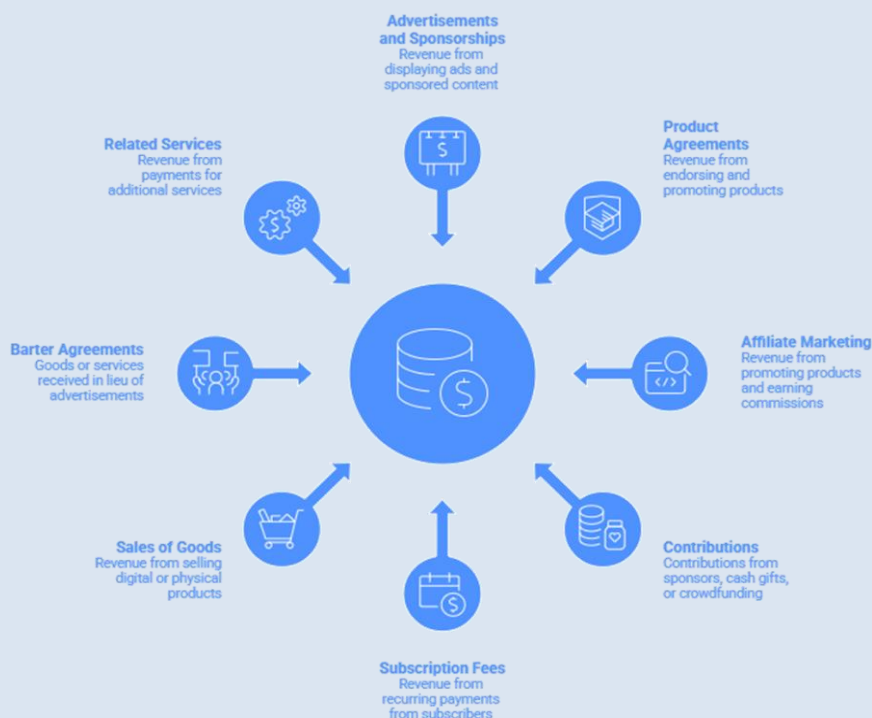 Advertisements
and Sponsorships
Revenue from
displaying ads and
sponsored content
Product
Agreements
Revenue from
endorsing and
promoting products
Related Services
Revenue from
payments for
additional services
Affiliate Marketing
Revenue from
promoting products
and earning
commissions
Barter Agreements
Goods or services
received in lieu of
advertisements
Contributions
Contributions from
sponsors, cash gifts,
or crowdfunding
Sales of Goods
Revenue from selling
digital or physical
products
Subscription Fees
Revenue from
recurring payments
from subscribers